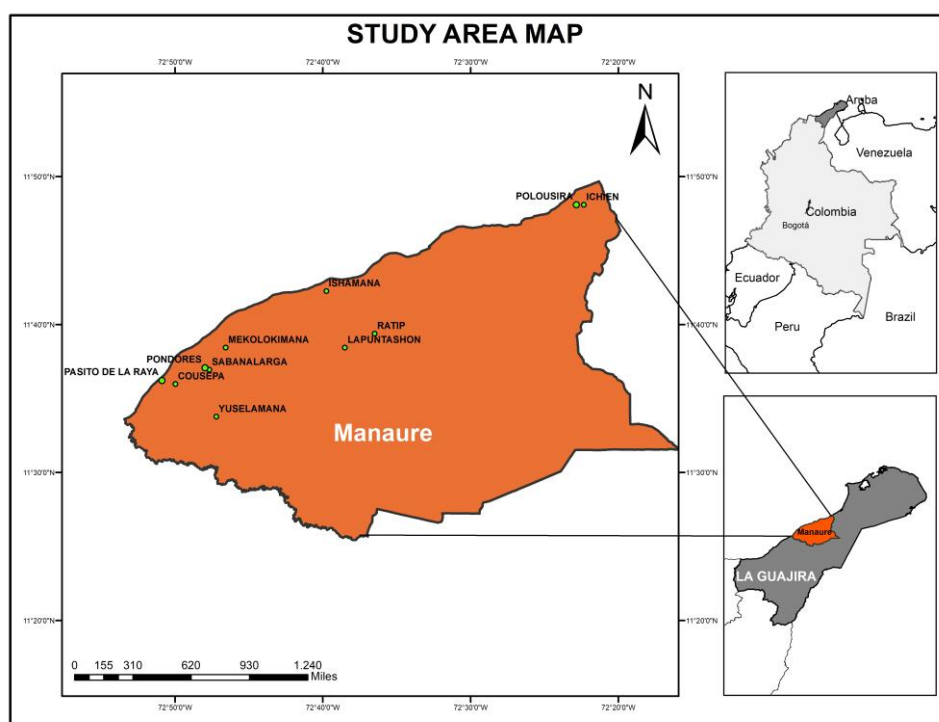 STUDY AREA MAP
72°50'0"W
72°40'0"W
72°30'0"W
72°20'0"W
N
11°50'0"N
11°50'0"N
POLOUSIRA
ICHIEN
ISHAMANA
11°40'0"N
11°40'0"N
RATIP
MEKOLOKIMANA
LAPUNTASHON
PONDORES
SABANALARGA
PASITO DE LA RAYA
COUSEPA
YUSELAMANA
Manaure
11°30'0"N
11°30'0"N
11°20'0"N
11°20'0"N
0 155 310 620 930 1.240
Miles
72°50'0"W
72°40'0"W
72°30'0"W
72°20'0"W
Aruba
Venezuela
Colombia
Bogotá
Ecuador
Peru
Brazil
Manaure
LA GUAJIRA